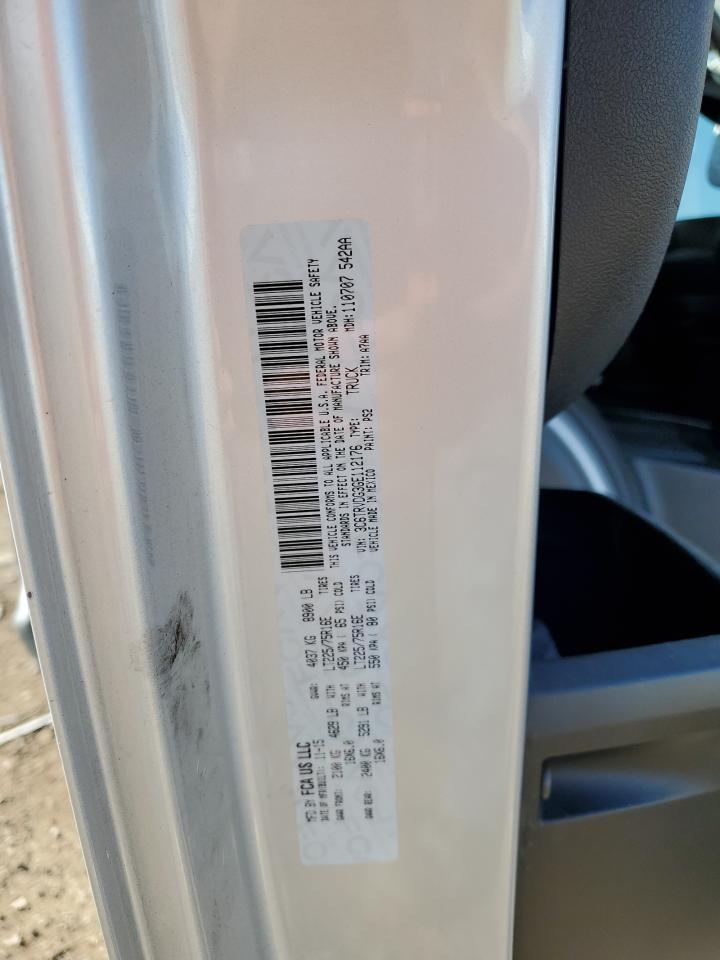 MFD BY: FCA US LLC
DATE OF MFR/BUILT: 11-15 GVWR: 4037 KG 8900 LB
GAWR FRONT: 2100 KG 4629 LB WITH LT225/75R16E TIRES
16X6.0 RIMS AT 450 KPA ( 65 PSI) COLD
GAWR REAR: 2400 KG 5291 LB WITH LT225/75R16E TIRES
16X6.0 RIMS AT 550 KPA ( 80 PSI) COLD
THIS VEHICLE CONFORMS TO ALL APPLICABLE U.S.A. FEDERAL MOTOR VEHICLE SAFETY
STANDARDS IN EFFECT ON THE DATE OF MANUFACTURE SHOWN ABOVE.
VIN: 3C6TRVDG3GE112176 TYPE: TRUCK MDH:110707 542AA
VEHICLE MADE IN MEXICO PAINT: PS2 TRIM: A7AA